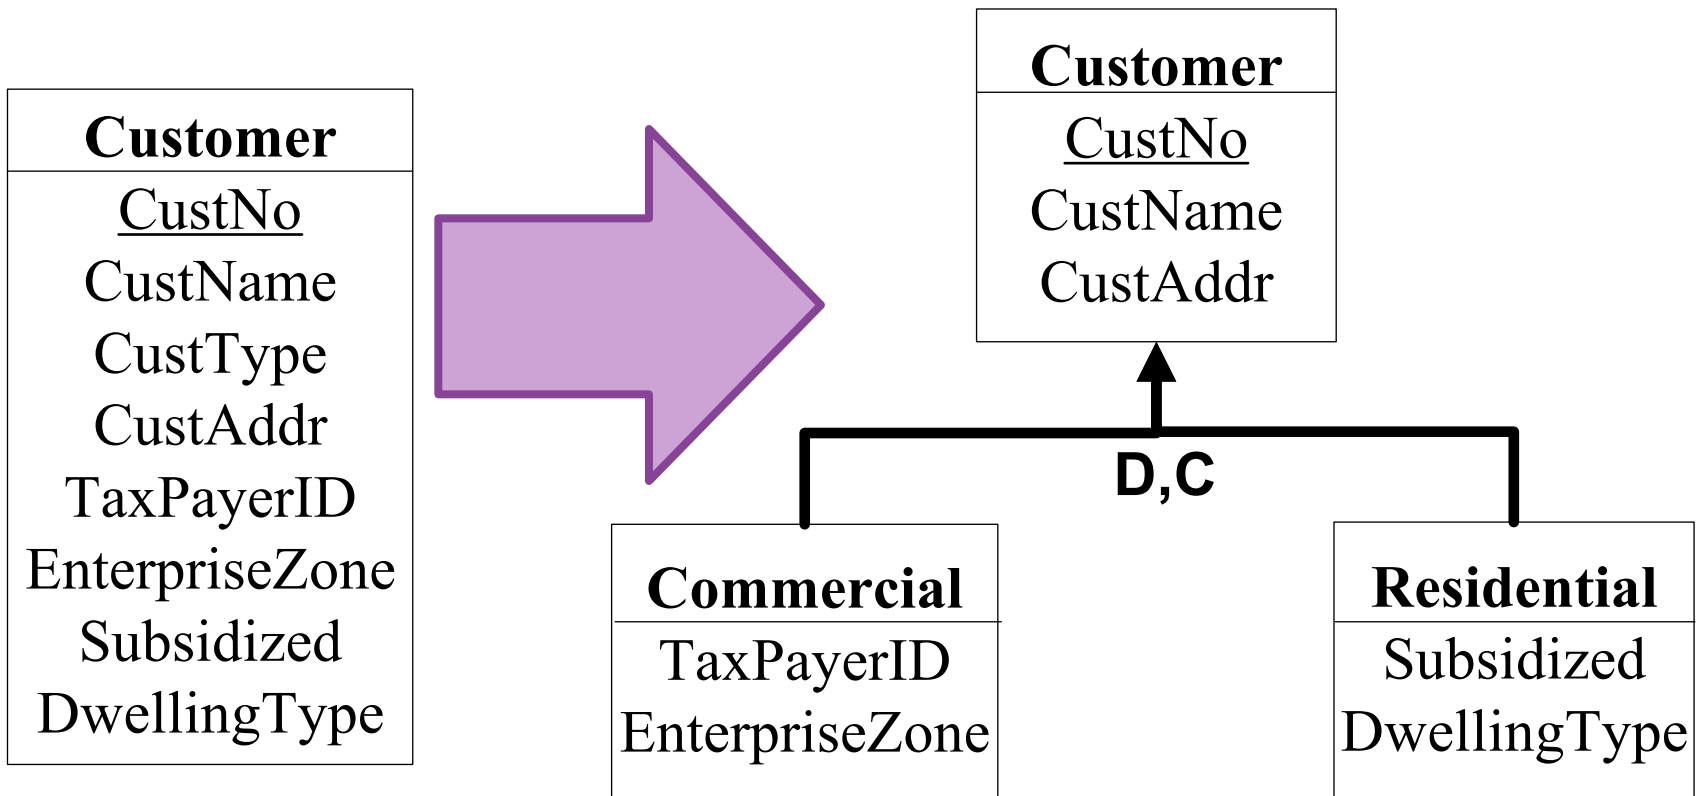 Customer
CustNo
CustName
CustType
CustAddr
TaxPayerID
EnterpriseZone
Subsidized
DwellingType
Customer
CustNo
CustName
CustAddr
D,C
Commercial
TaxPayerID
EnterpriseZone
Residential
Subsidized
DwellingType